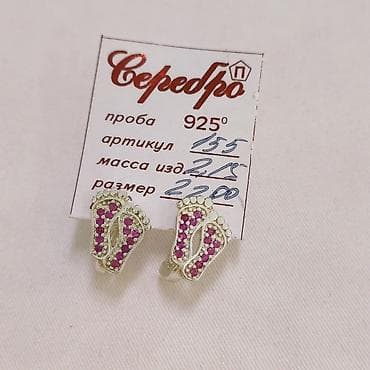 Серебро П
проба 925°
артикул 155
масса изд. 2,15
размер 2200